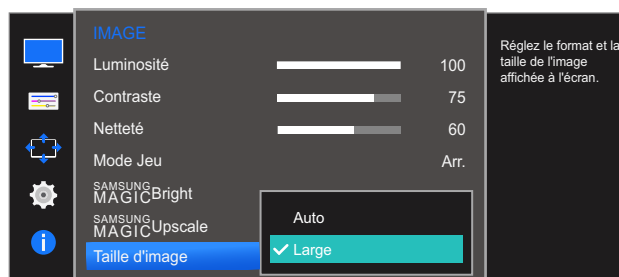 IMAGE
Luminosité 100
Contraste 75
Netteté 60
Mode Jeu Arr.
SAMSUNG
MAGICBright
SAMSUNG
MAGICUpscale
Taille d'image
Auto
Large
Réglez le format et la
taille de l'image
affichée à l'écran.